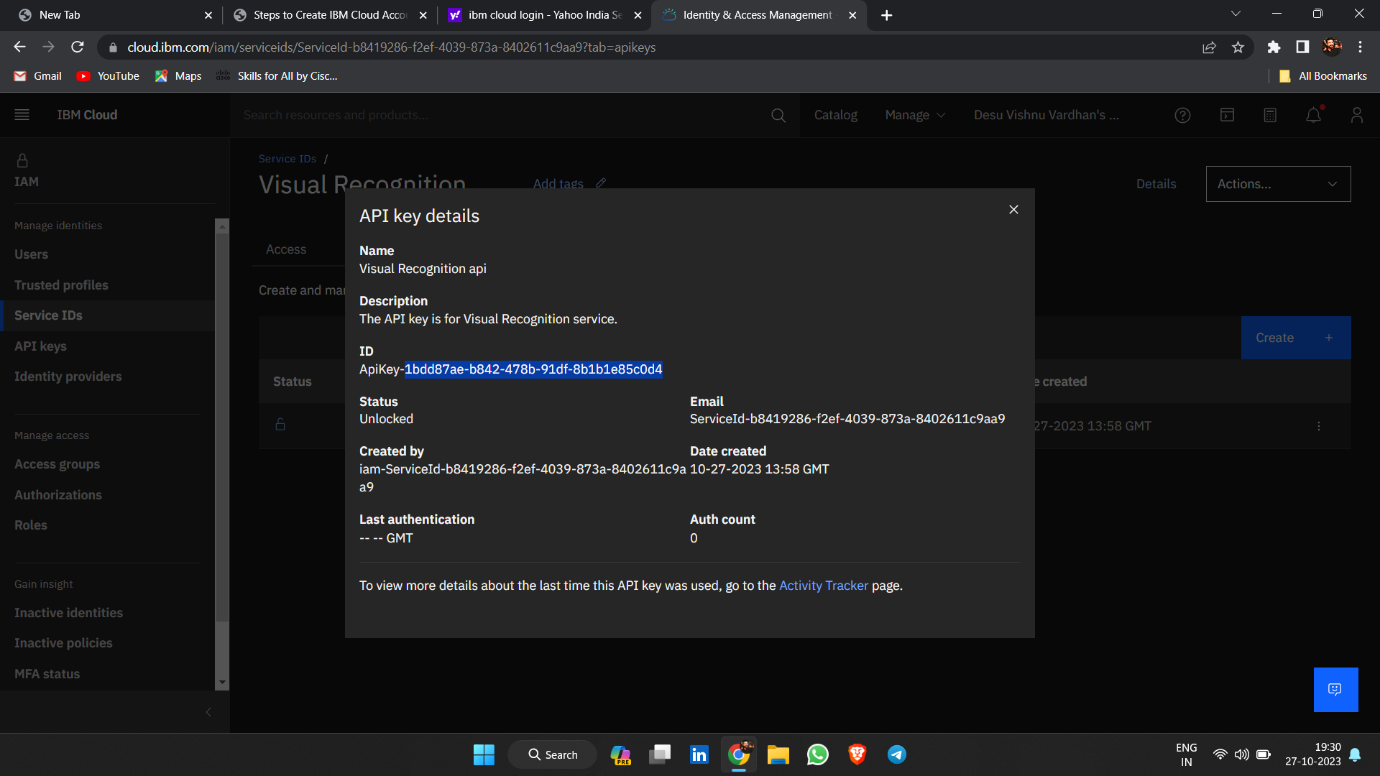 New Tab
Steps to Create IBM Cloud Acco
ibm cloud login - Yahoo India Se
Identity & Access Management
cloud.ibm.com/iam/serviceids/ServiceId-b8419286-f2ef-4039-873a-8402611c9aa9?tab=apikeys
Gmail
YouTube
Maps
Skills for All by Cisc...
All Bookmarks
IBM Cloud
Search resources and products...
Catalog
Manage
Desu Vishnu Vardhan's ...
IAM
Manage identities
Users
Trusted profiles
Service IDs
API keys
Identity providers
Manage access
Access groups
Authorizations
Roles
Gain insight
Inactive identities
Inactive policies
MFA status
Service IDs /
Visual Recognition
Add tags
Details
Actions...
Access
Create and mar
Create +
Status
e created
27-2023 13:58 GMT
API key details
Name
Visual Recognition api
Description
The API key is for Visual Recognition service.
ID
ApiKey-1bdd87ae-b842-478b-91df-8b1b1e85c0d4
Status
Unlocked
Email
ServiceId-b8419286-f2ef-4039-873a-8402611c9aa9
Created by
iam-ServiceId-b8419286-f2ef-4039-873a-8402611c9a
a9
Date created
10-27-2023 13:58 GMT
Last authentication
-- -- GMT
Auth count
0
To view more details about the last time this API key was used, go to the Activity Tracker page.
Search
PRE
ENG
IN
19:30
27-10-2023